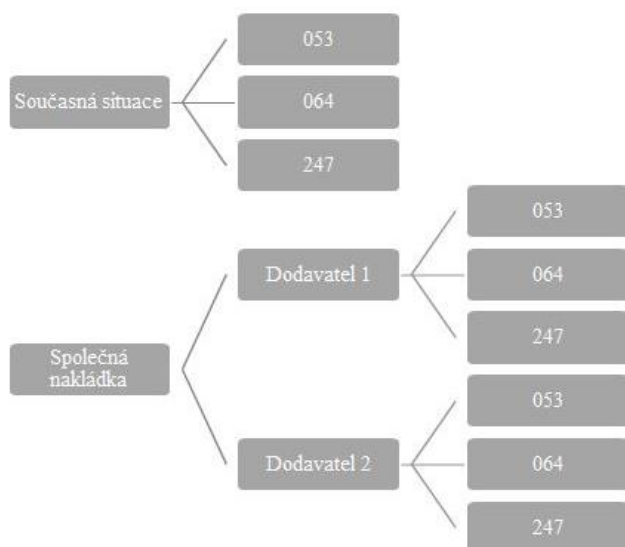 053
Současná situace
064
247
053
Dodavatel 1
064
247
Společná
nakládka
053
Dodavatel 2
064
247